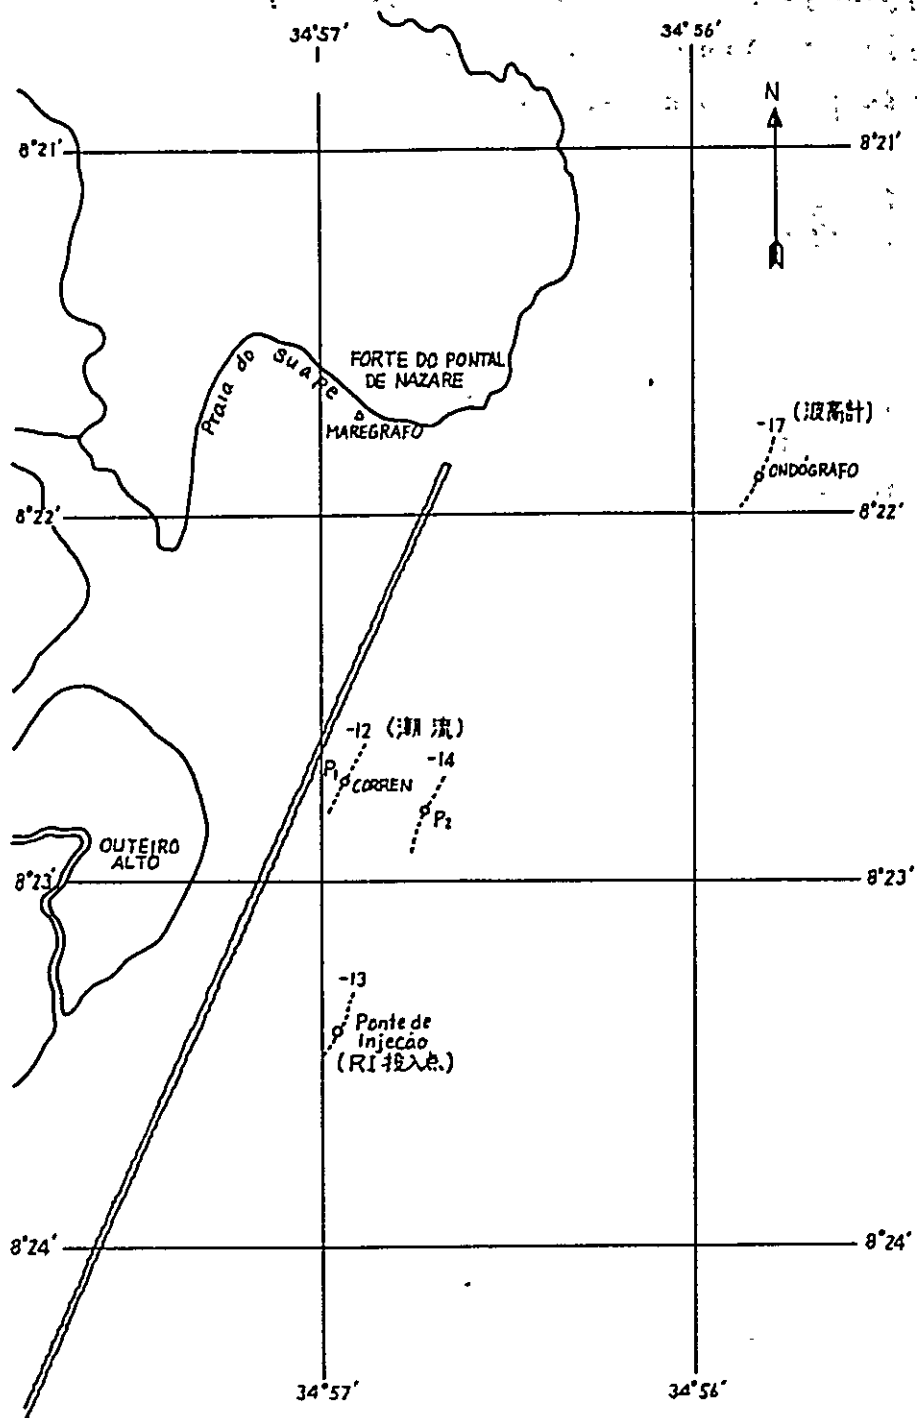 34°57′
34°56′
N
8°21′
8°21′
Praia do Suape
FORTE DO PONTAL
DE NAZARE
MAREGRAFO
-17 (波高計)
ONDÓGRAFO
8°22′
8°22′
-12 (潮流)
P1
CORREN
-14
P2
OUTEIRO
ALTO
8°23′
8°23′
-13
Ponte de
Injecão
(RI投入点)
8°24′
8°24′
34°57′
34°56′